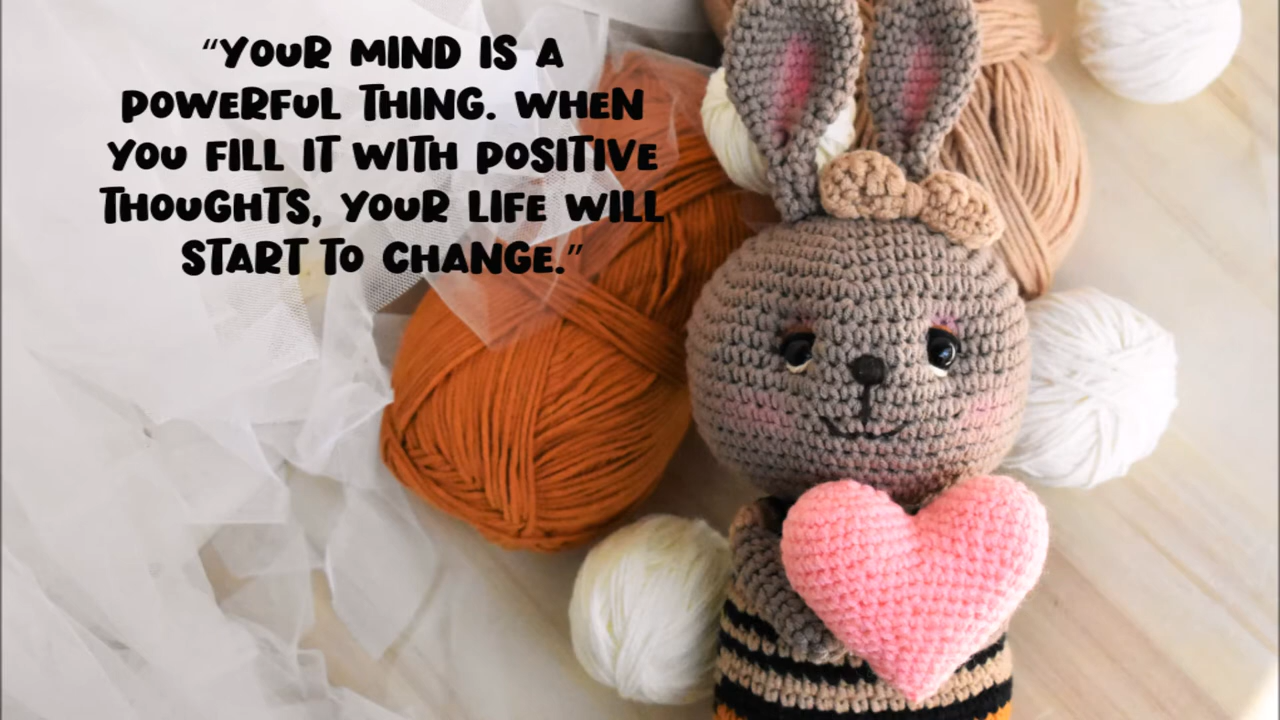 “YOUR MIND IS A
POWERFUL THING. WHEN
YOU FILL IT WITH POSITIVE
THOUGHTS, YOUR LIFE WILL
START TO CHANGE.”